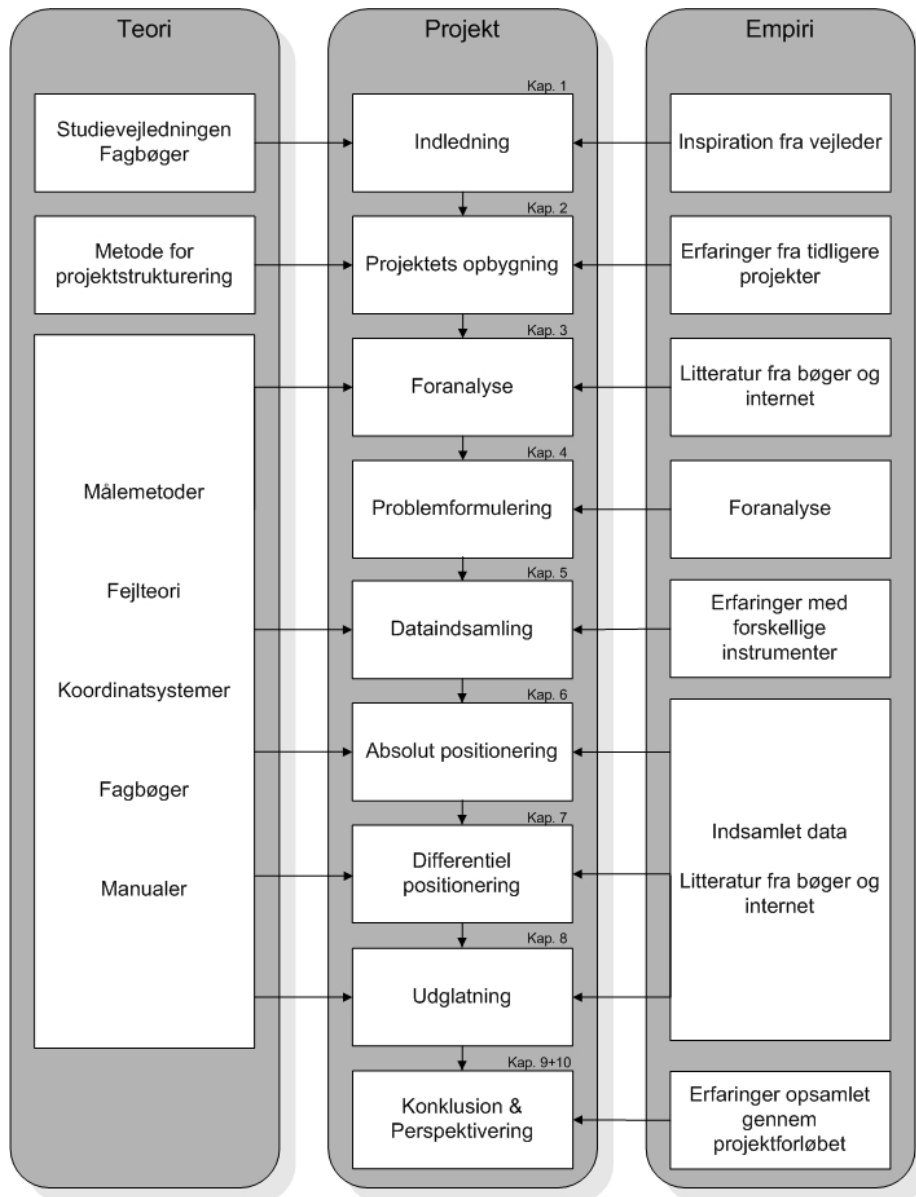 Teori
Studievejledningen
Fagbøger
Metode for
projektstrukturering
Målemetoder
Fejlteori
Koordinatsystemer
Fagbøger
Manualer
Projekt
Kap. 1
Indledning
Kap. 2
Projektets opbygning
Kap. 3
Foranalyse
Kap. 4
Problemformulering
Kap. 5
Dataindsamling
Kap. 6
Absolut positionering
Kap. 7
Differentiel
positionering
Kap. 8
Udglatning
Kap. 9+10
Konklusion &
Perspektivering
Empiri
Inspiration fra vejleder
Erfaringer fra tidligere
projekter
Litteratur fra bøger og
internet
Foranalyse
Erfaringer med
forskellige
instrumenter
Indsamlet data
Litteratur fra bøger og
internet
Erfaringer opsamlet
gennem
projektforløbet